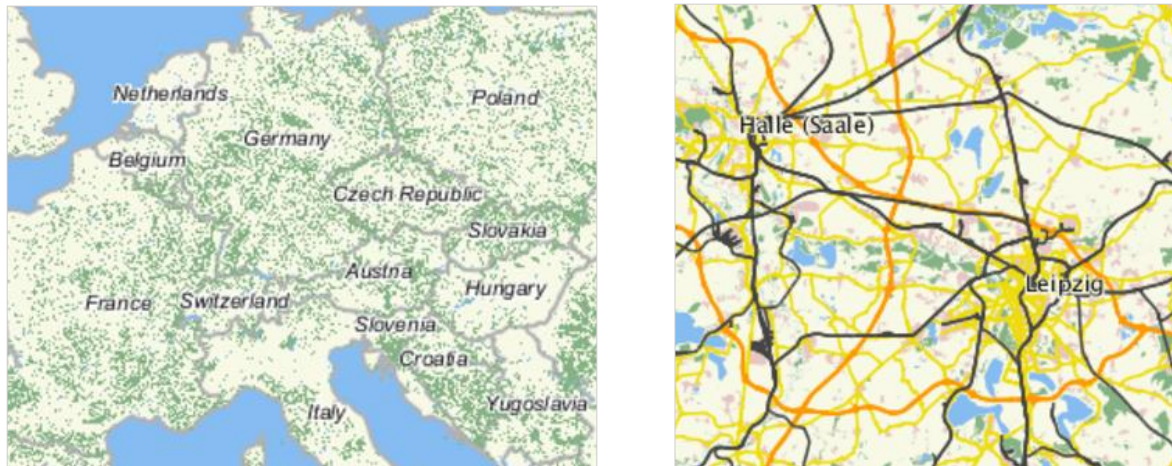 Netherlands
Poland
Germany
Belgium
Czech Republic
Slovakia
Austria
Hungary
France
Switzerland
Slovenia
Croatia
Yugoslavia
Italy
Halle (Saale)
Leipzig